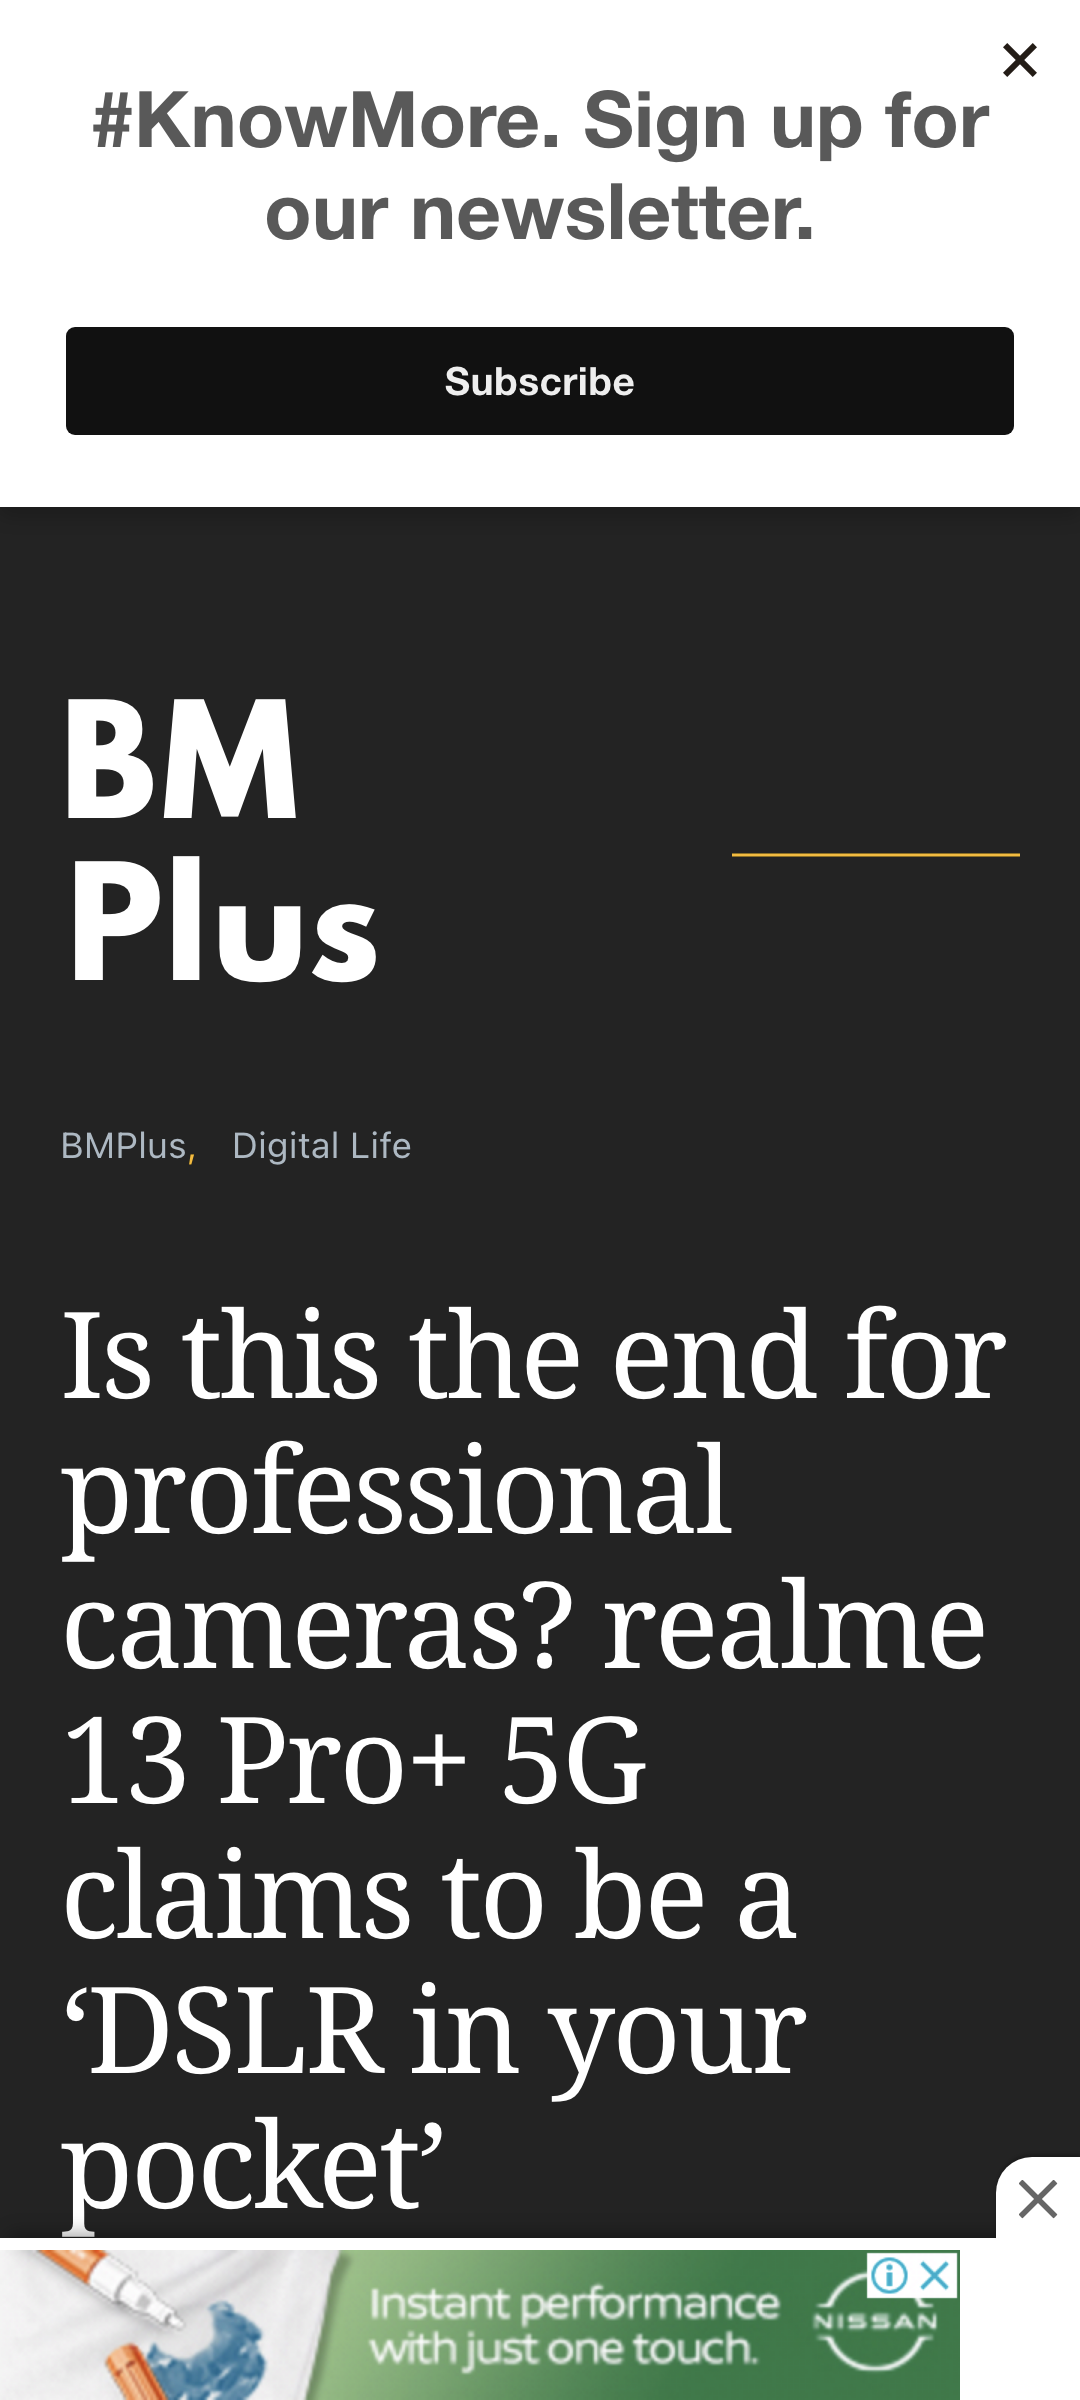 #KnowMore. Sign up for
our newsletter.
Subscribe
BM
Plus
BMPlus, Digital Life
Is this the end for
professional
cameras? realme
13 Pro+ 5G
claims to be a
‘DSLR in your
pocket’
Instant performance
with just one touch.
NISSAN